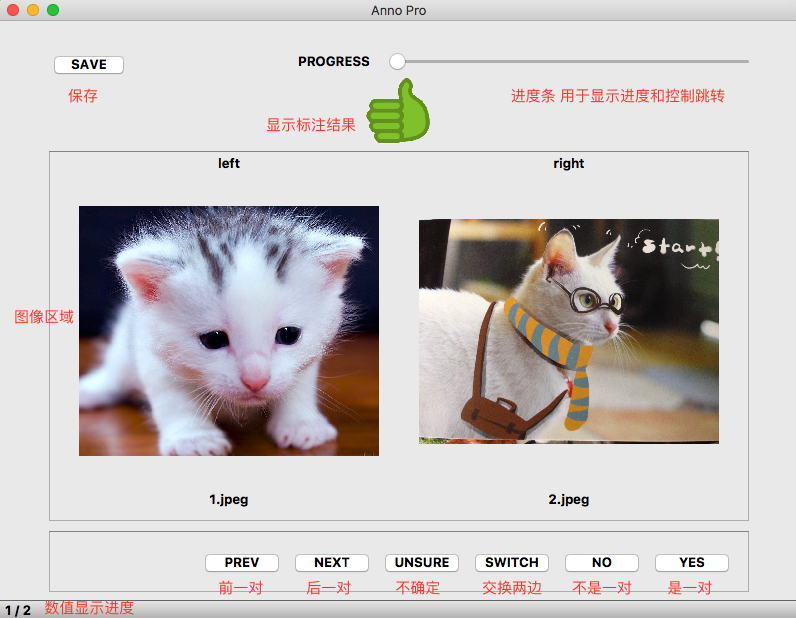 Anno Pro
SAVE
PROGRESS
保存
进度条 用于显示进度和控制跳转
显示标注结果
left
right
start!
图像区域
1.jpeg
2.jpeg
PREV
NEXT
UNSURE
SWITCH
NO
YES
前一对
后一对
不确定
交换两边
不是一对
是一对
1 / 2
数值显示进度